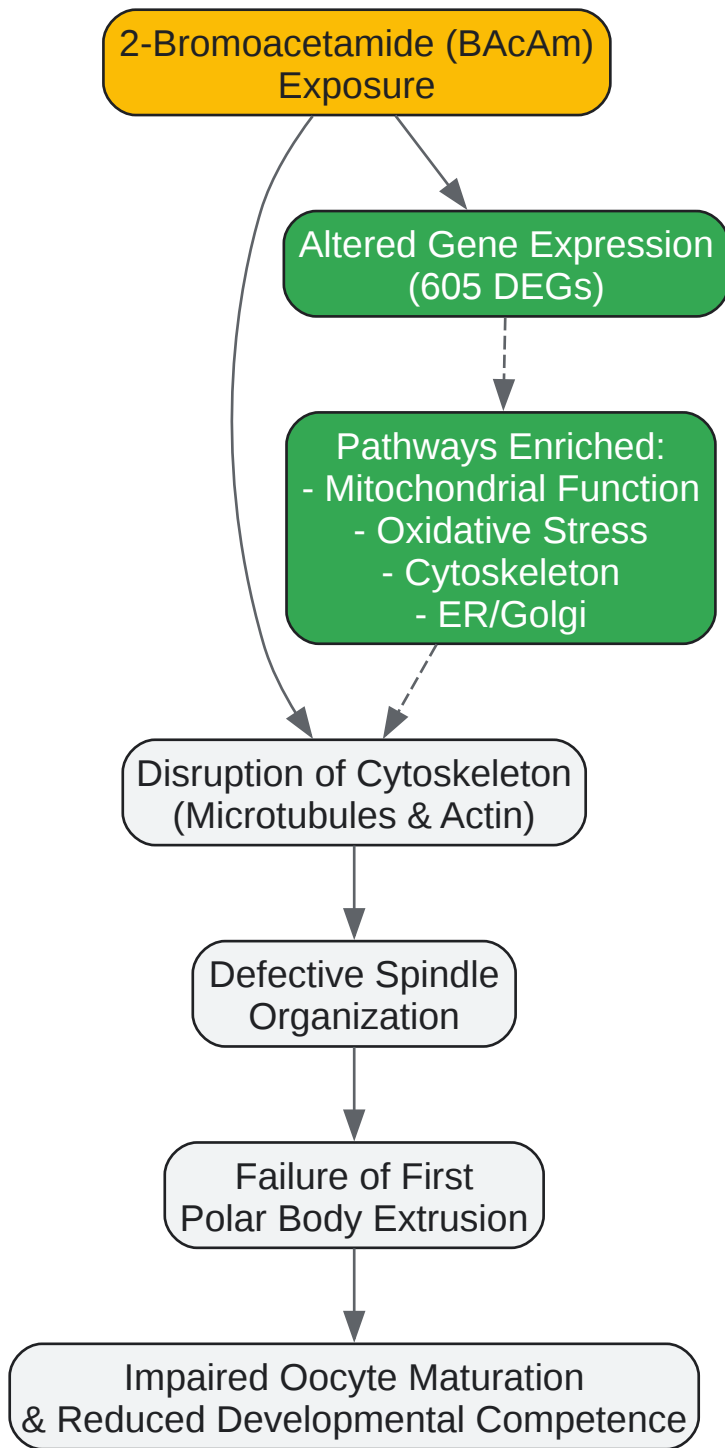 2-Bromoacetamide (BAcAm)
Exposure
Altered Gene Expression
(605 DEGs)
Pathways Enriched:
- Mitochondrial Function
- Oxidative Stress
- Cytoskeleton
- ER/Golgi
Disruption of Cytoskeleton
(Microtubules & Actin)
Defective Spindle
Organization
Failure of First
Polar Body Extrusion
Impaired Oocyte Maturation
& Reduced Developmental Competence